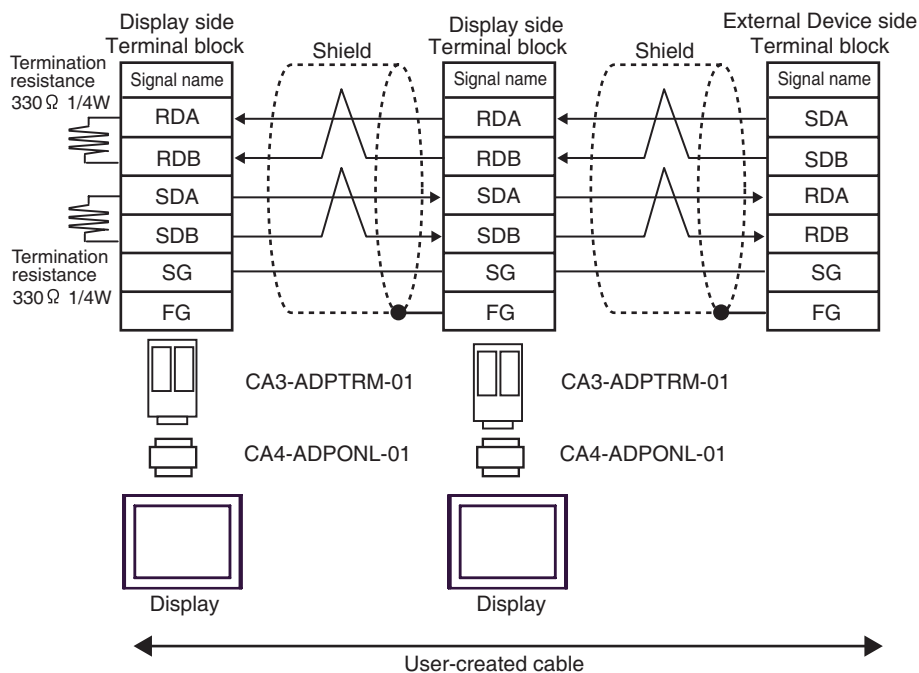 Display side
Terminal block
Display side
Terminal block
External Device side
Terminal block
Shield
Shield
Termination
resistance
330 Ω 1/4W
Signal name
RDA
RDB
SDA
SDB
SG
FG
Termination
resistance
330 Ω 1/4W
Signal name
RDA
RDB
SDA
SDB
SG
FG
Signal name
SDA
SDB
RDA
RDB
SG
FG
CA3-ADPTRM-01
CA3-ADPTRM-01
CA4-ADPONL-01
CA4-ADPONL-01
Display
Display
User-created cable